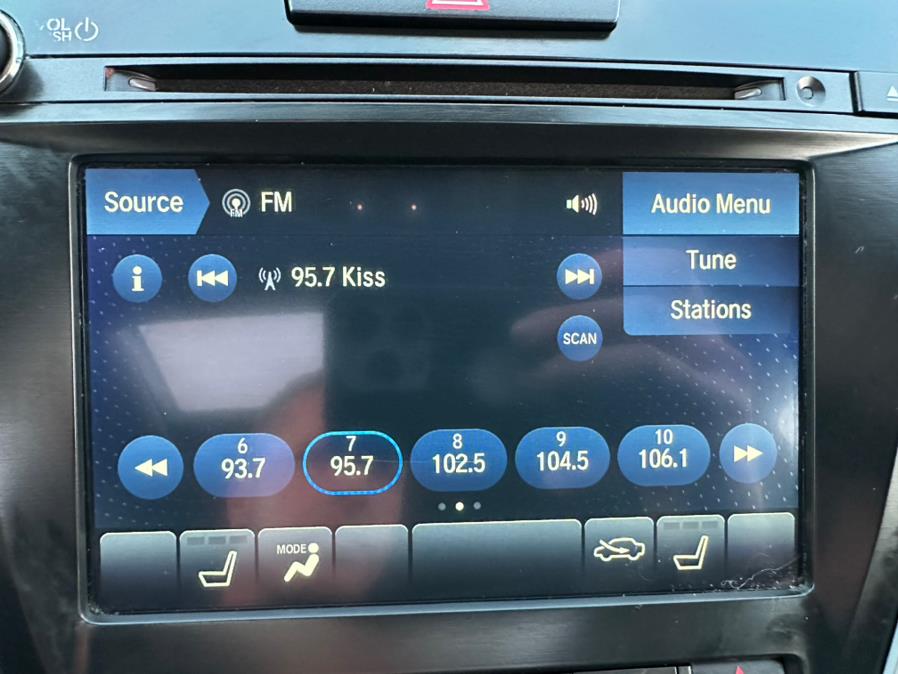 VOL
Source FM Audio Menu
FM
95.7 Kiss Tune
Stations
SCAN
6 7 8 9 10
93.7 95.7 102.5 104.5 106.1
MODE